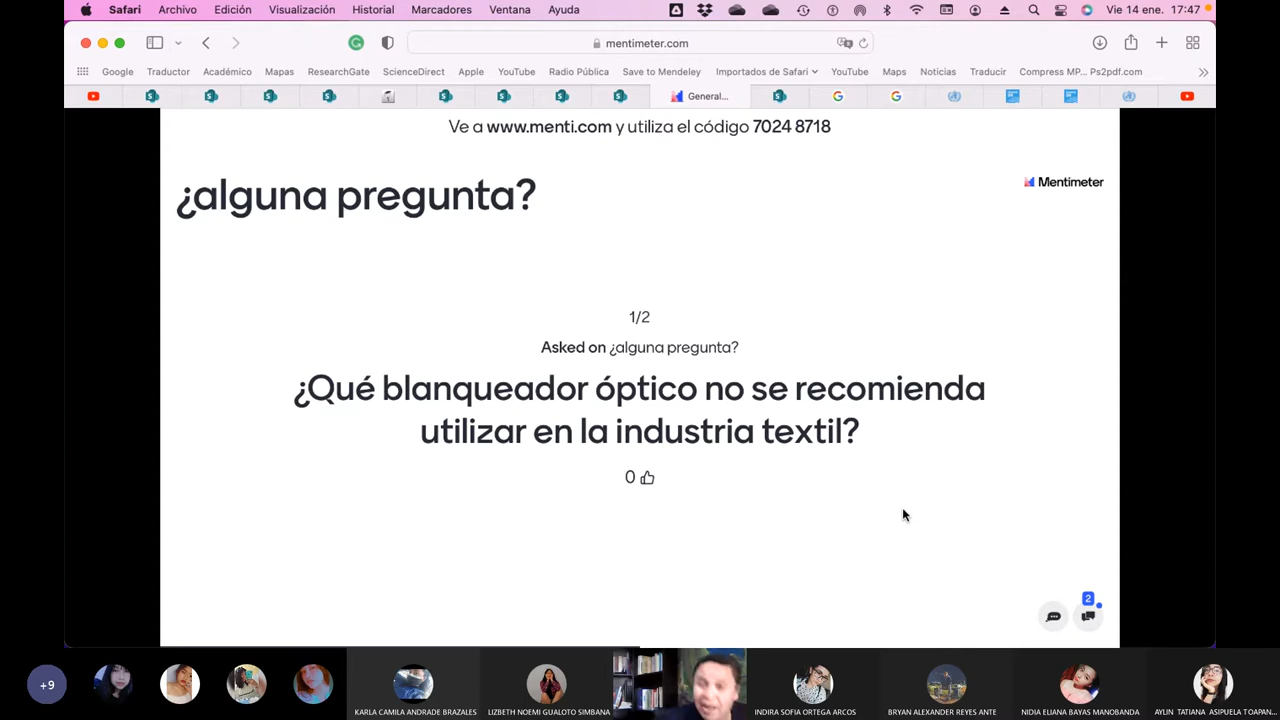 Safari Archivo Edición Visualización Historial Marcadores Ventana Ayuda Vie 14 ene. 17:47
mentimeter.com
Google Traductor Académico Mapas ResearchGate ScienceDirect Apple YouTube Radio Pública Save to Mendeley Importados de Safari YouTube Maps Noticias Traducir Compress MP... Ps2pdf.com
General...
Ve a www.menti.com y utiliza el código 7024 8718
¿alguna pregunta?
Mentimeter
1/2
Asked on ¿alguna pregunta?
¿Qué blanqueador óptico no se recomienda
utilizar en la industria textil?
0
2
+9
KARLA CAMILA ANDRADE BRAZALES
LIZBETH NOEMI GUALOTO SIMBANA
INDIRA SOFIA ORTEGA ARCOS
BRYAN ALEXANDER REYES ANTE
NIDIA ELIANA BAYAS MANOBANDA
AYLIN TATIANA ASIPUELA TOAPAN...